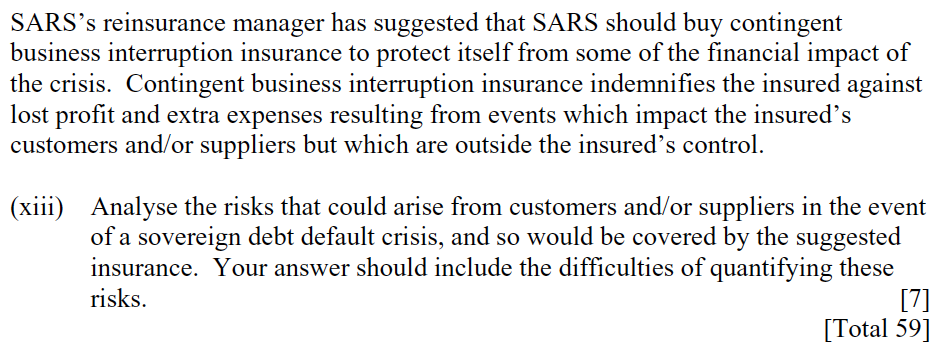 SARS’s reinsurance manager has suggested that SARS should buy contingent
business interruption insurance to protect itself from some of the financial impact of
the crisis.  Contingent business interruption insurance indemnifies the insured against
lost profit and extra expenses resulting from events which impact the insured’s
customers and/or suppliers but which are outside the insured’s control.
(xiii) Analyse the risks that could arise from customers and/or suppliers in the event
of a sovereign debt default crisis, and so would be covered by the suggested
insurance.  Your answer should include the difficulties of quantifying these
risks. [7]
[Total 59]